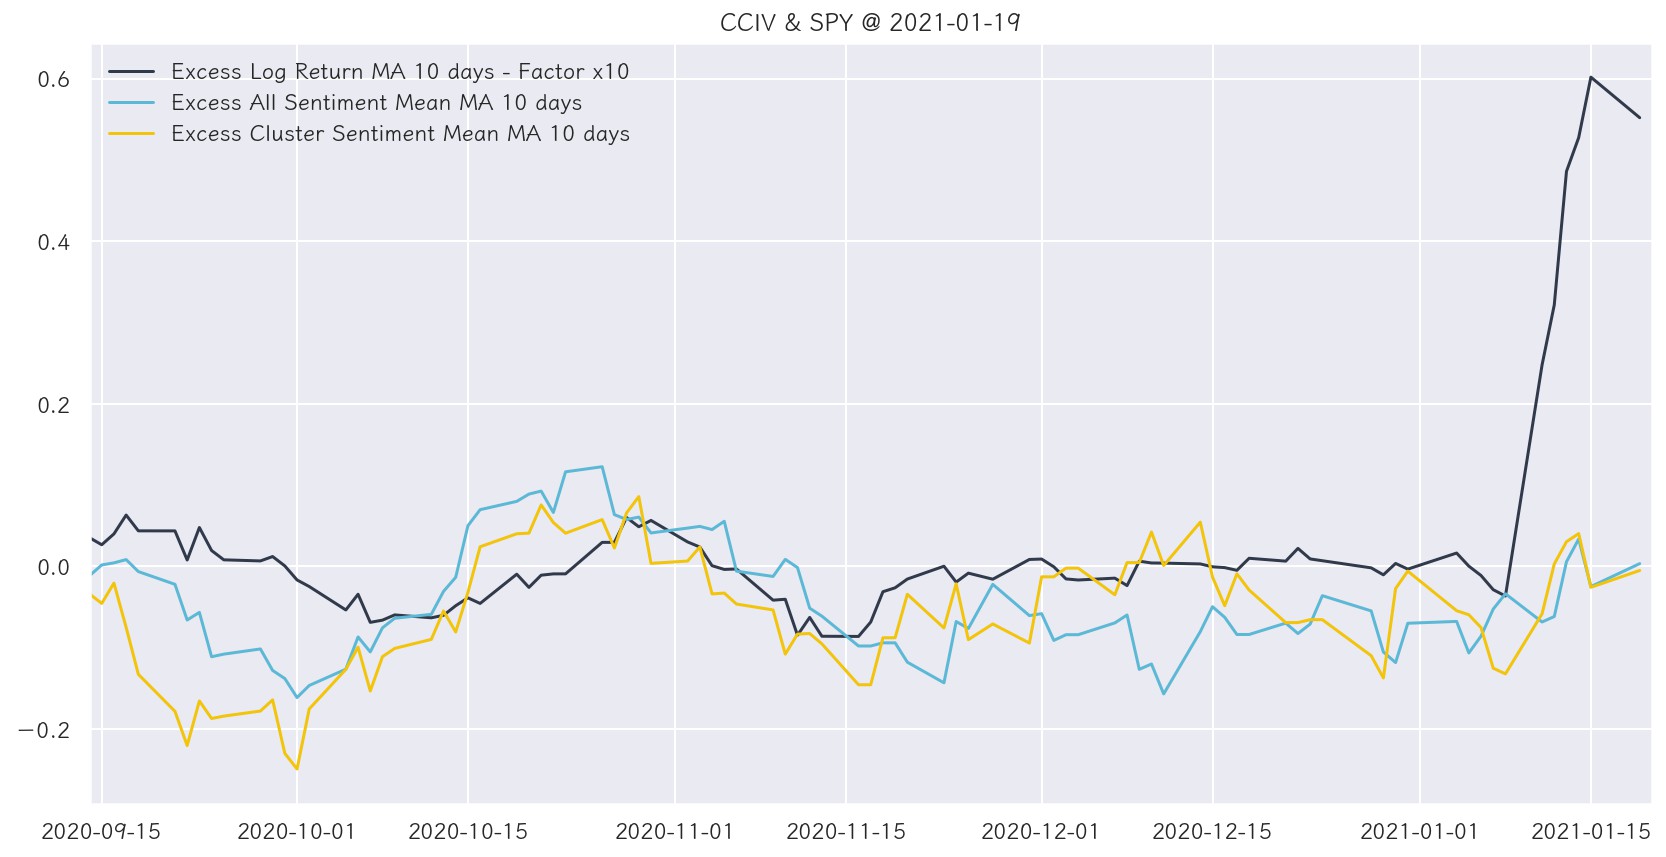 CCIV & SPY @ 2021-01-19
Excess Log Return MA 10 days - Factor x10
Excess All Sentiment Mean MA 10 days
Excess Cluster Sentiment Mean MA 10 days
0.6
0.4
0.2
0.0
−0.2
2020-09-15 2020-10-01 2020-10-15 2020-11-01 2020-11-15 2020-12-01 2020-12-15 2021-01-01 2021-01-15